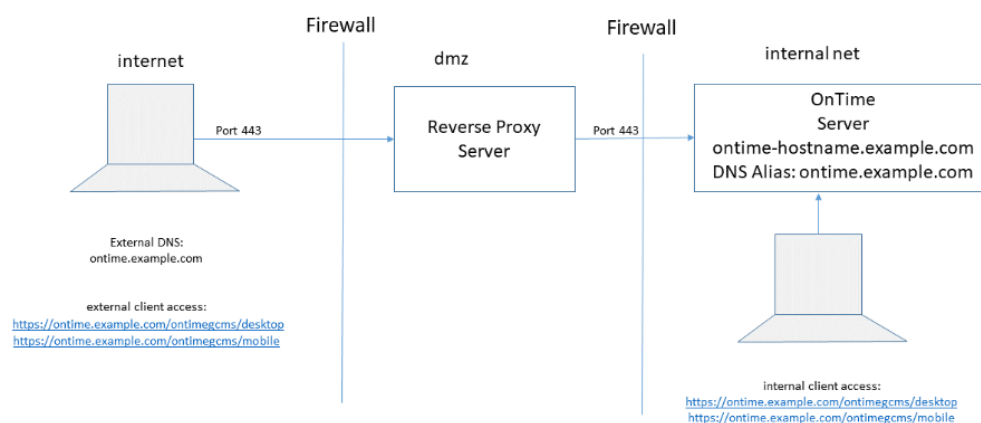 Firewall
Firewall
internet
dmz
internal net
Port 443
Reverse Proxy
Server
Port 443
OnTime
Server
ontime-hostname.example.com
DNS Alias: ontime.example.com
External DNS:
ontime.example.com
external client access:
https://ontime.example.com/ontimegcms/desktop
https://ontime.example.com/ontimegcms/mobile
internal client access:
https://ontime.example.com/ontimegcms/desktop
https://ontime.example.com/ontimegcms/mobile